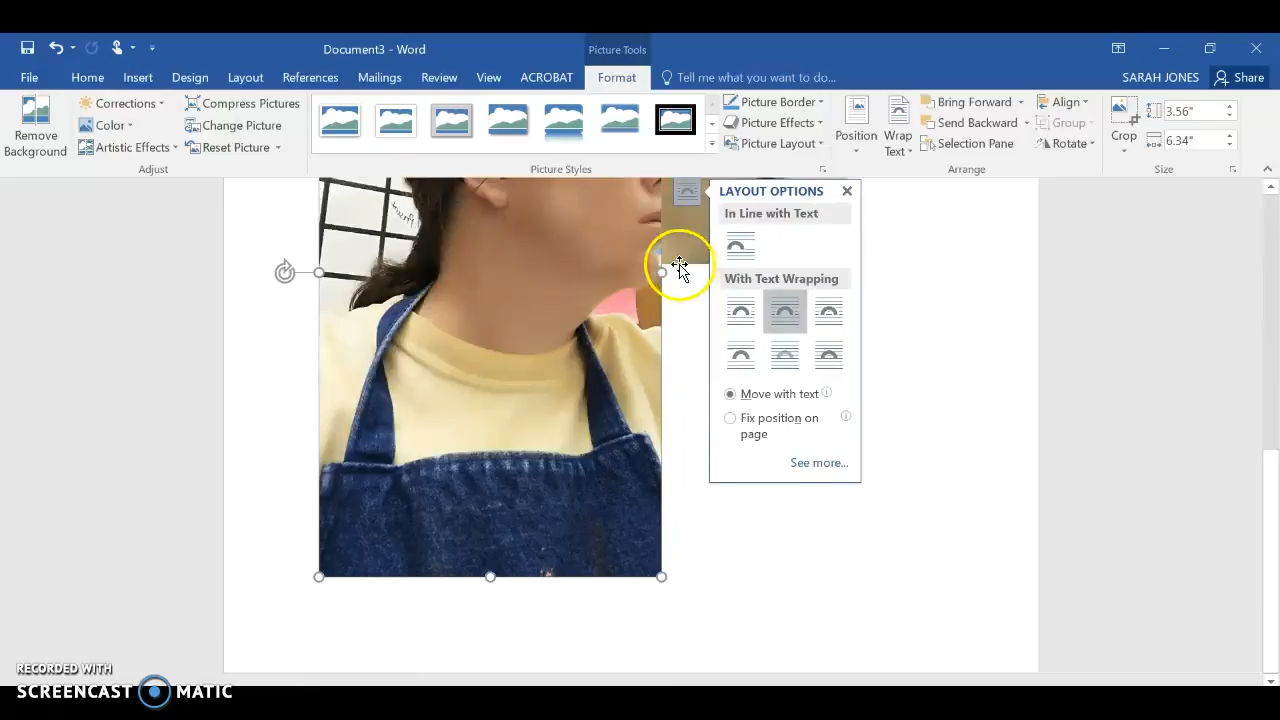 Document3 - Word
Picture Tools
File
Home
Insert
Design
Layout
References
Mailings
Review
View
ACROBAT
Format
Tell me what you want to do...
SARAH JONES
Share
Remove
Background
Corrections
Color
Artistic Effects
Compress Pictures
Change Picture
Reset Picture
Adjust
Picture Styles
Picture Border
Picture Effects
Picture Layout
Position
Wrap
Text
Bring Forward
Send Backward
Selection Pane
Align
Group
Rotate
Arrange
Crop
3.56"
6.34"
Size
LAYOUT OPTIONS
In Line with Text
With Text Wrapping
Move with text
Fix position on
page
See more...
RECORDED WITH
SCREENCAST MATIC